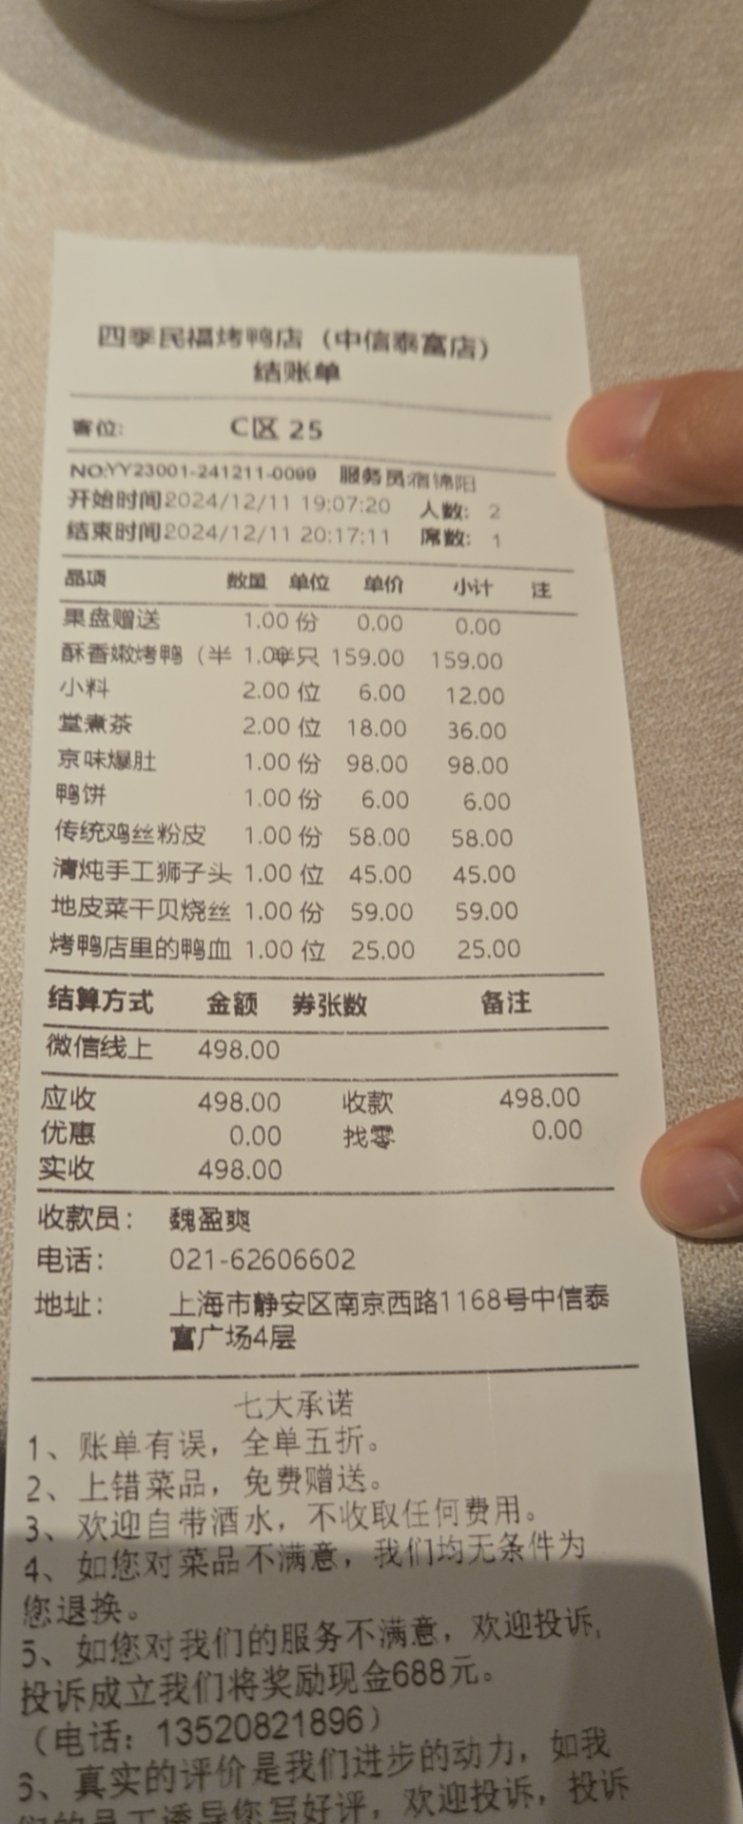 四季民福烤鸭店（中信泰富店）
结账单
客位: C区 25
NO:YY23001-241211-0099 服务员:宿锦阳
开始时间2024/12/11 19:07:20 人数: 2
结束时间2024/12/11 20:17:11 席数: 1
品项 数量 单位 单价 小计 注
果盘赠送 1.00 份 0.00 0.00
酥香嫩烤鸭（半 1.00半只 159.00 159.00
小料 2.00 位 6.00 12.00
堂煮茶 2.00 位 18.00 36.00
京味爆肚 1.00 份 98.00 98.00
鸭饼 1.00 份 6.00 6.00
传统鸡丝粉皮 1.00 份 58.00 58.00
清炖手工狮子头 1.00 位 45.00 45.00
地皮菜干贝烧丝 1.00 份 59.00 59.00
烤鸭店里的鸭血 1.00 位 25.00 25.00
结算方式 金额 券张数 备注
微信线上 498.00
应收 498.00 收款 498.00
优惠 0.00 找零 0.00
实收 498.00
收款员： 魏盈爽
电话： 021-62606602
地址： 上海市静安区南京西路1168号中信泰
富广场4层
七大承诺
1、账单有误，全单五折。
2、上错菜品，免费赠送。
3、欢迎自带酒水，不收取任何费用。
4、如您对菜品不满意，我们均无条件为
您退换。
5、如您对我们的服务不满意，欢迎投诉,
投诉成立我们将奖励现金688元。
（电话：13520821896）
6、真实的评价是我们进步的动力，如我
们的员工诱导您写好评，欢迎投诉，投诉